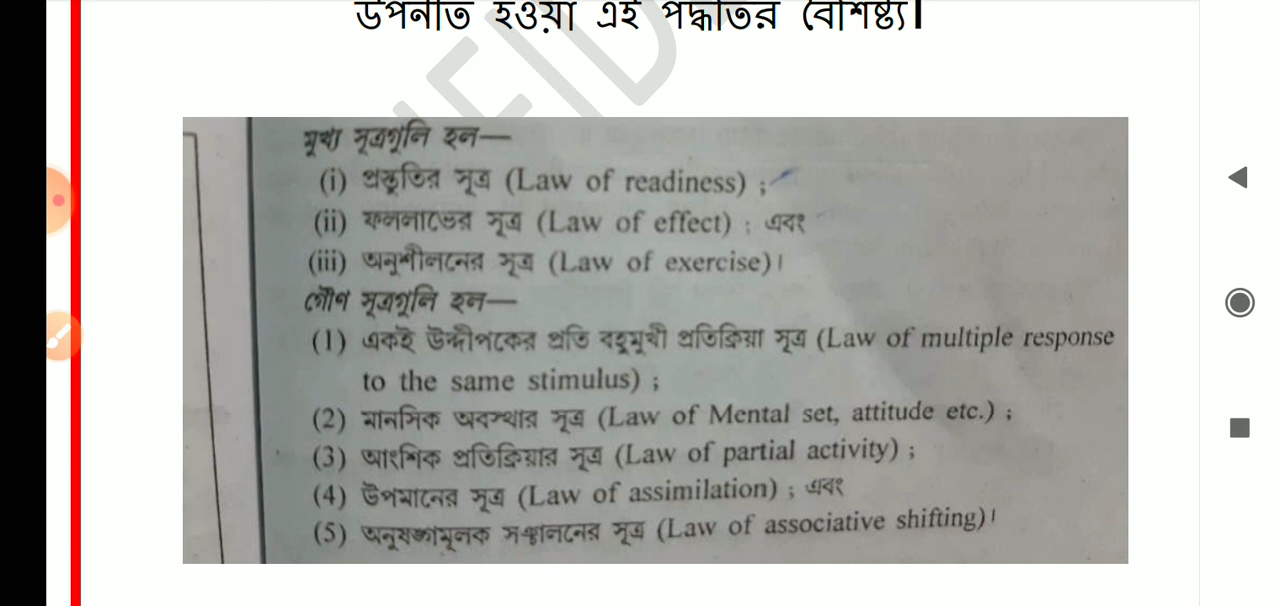 উপনীত হওয়া এই পদ্ধতির বৈশিষ্ট্য।
মুখ্য সূত্রগুলি হল—
(i) প্রস্তুতির সূত্র (Law of readiness) ;
(ii) ফললাভের সূত্র (Law of effect) ; এবং
(iii) অনুশীলনের সূত্র (Law of exercise)।
গৌণ সূত্রগুলি হল—
(1) একই উদ্দীপকের প্রতি বহুমুখী প্রতিক্রিয়া সূত্র (Law of multiple response
to the same stimulus) ;
(2) মানসিক অবস্থার সূত্র (Law of Mental set, attitude etc.) ;
(3) আংশিক প্রতিক্রিয়ার সূত্র (Law of partial activity) ;
(4) উপমানের সূত্র (Law of assimilation) ; এবং
(5) অনুষঙ্গমূলক সঞ্চালনের সূত্র (Law of associative shifting)।